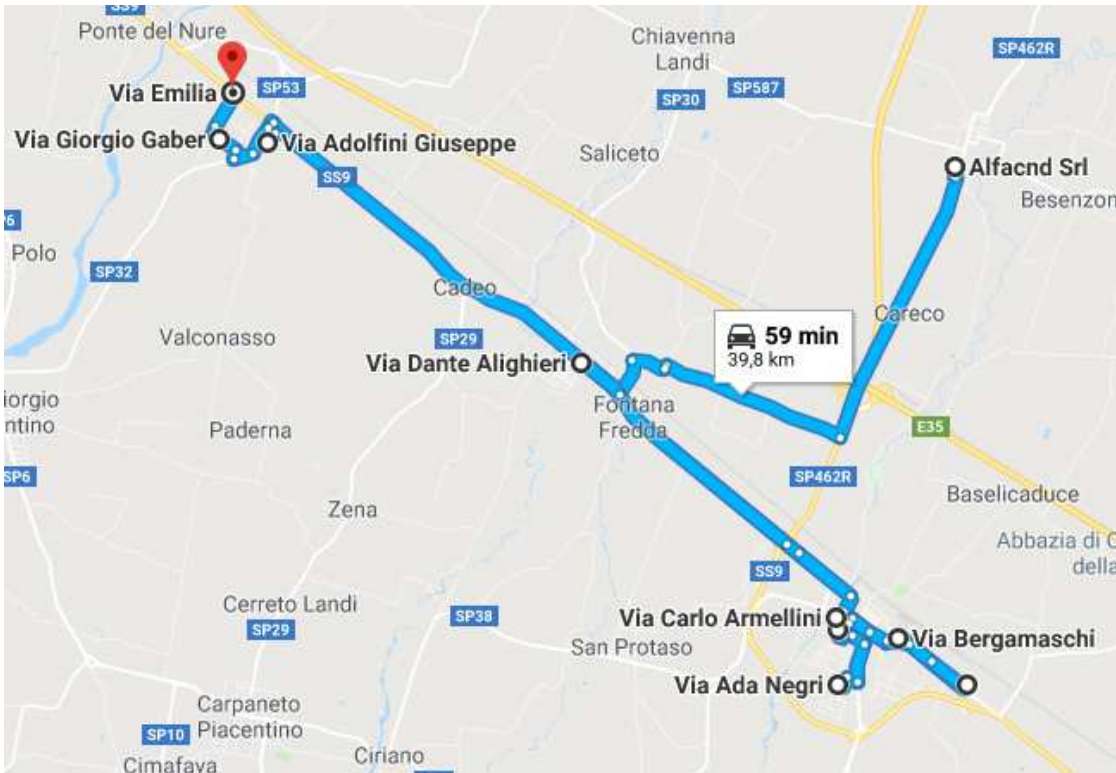 SS9
Ponte del Nure
Chiavenna
Landi
SP462R
Via Emilia
SP53
SP587
SP30
Via Giorgio Gaber
Via Adolfini Giuseppe
Saliceto
Alfacnd Srl
SS9
Besenzon
Polo
SP32
Cadeo
Careco
Valconasso
SP29
59 min
39,8 km
Via Dante Alighieri
iorgio
ntino
Paderna
Fontana
Fredda
E35
SP6
SP462R
Baselicaduce
Zena
Abbazia di C
della
SS9
Cerreto Landi
SP38
Via Carlo Armellini
SP29
San Protaso
Via Bergamaschi
Via Ada Negri
Carpaneto
Piacentino
SP10
Ciriano
Cimafava